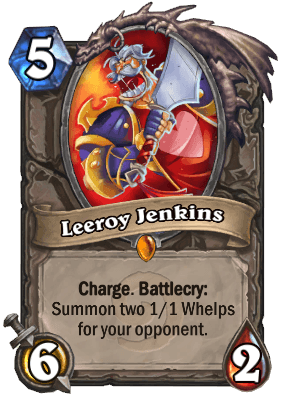 5
Leeroy Jenkins
Charge. Battlecry:
Summon two 1/1 Whelps
for your opponent.
6
2